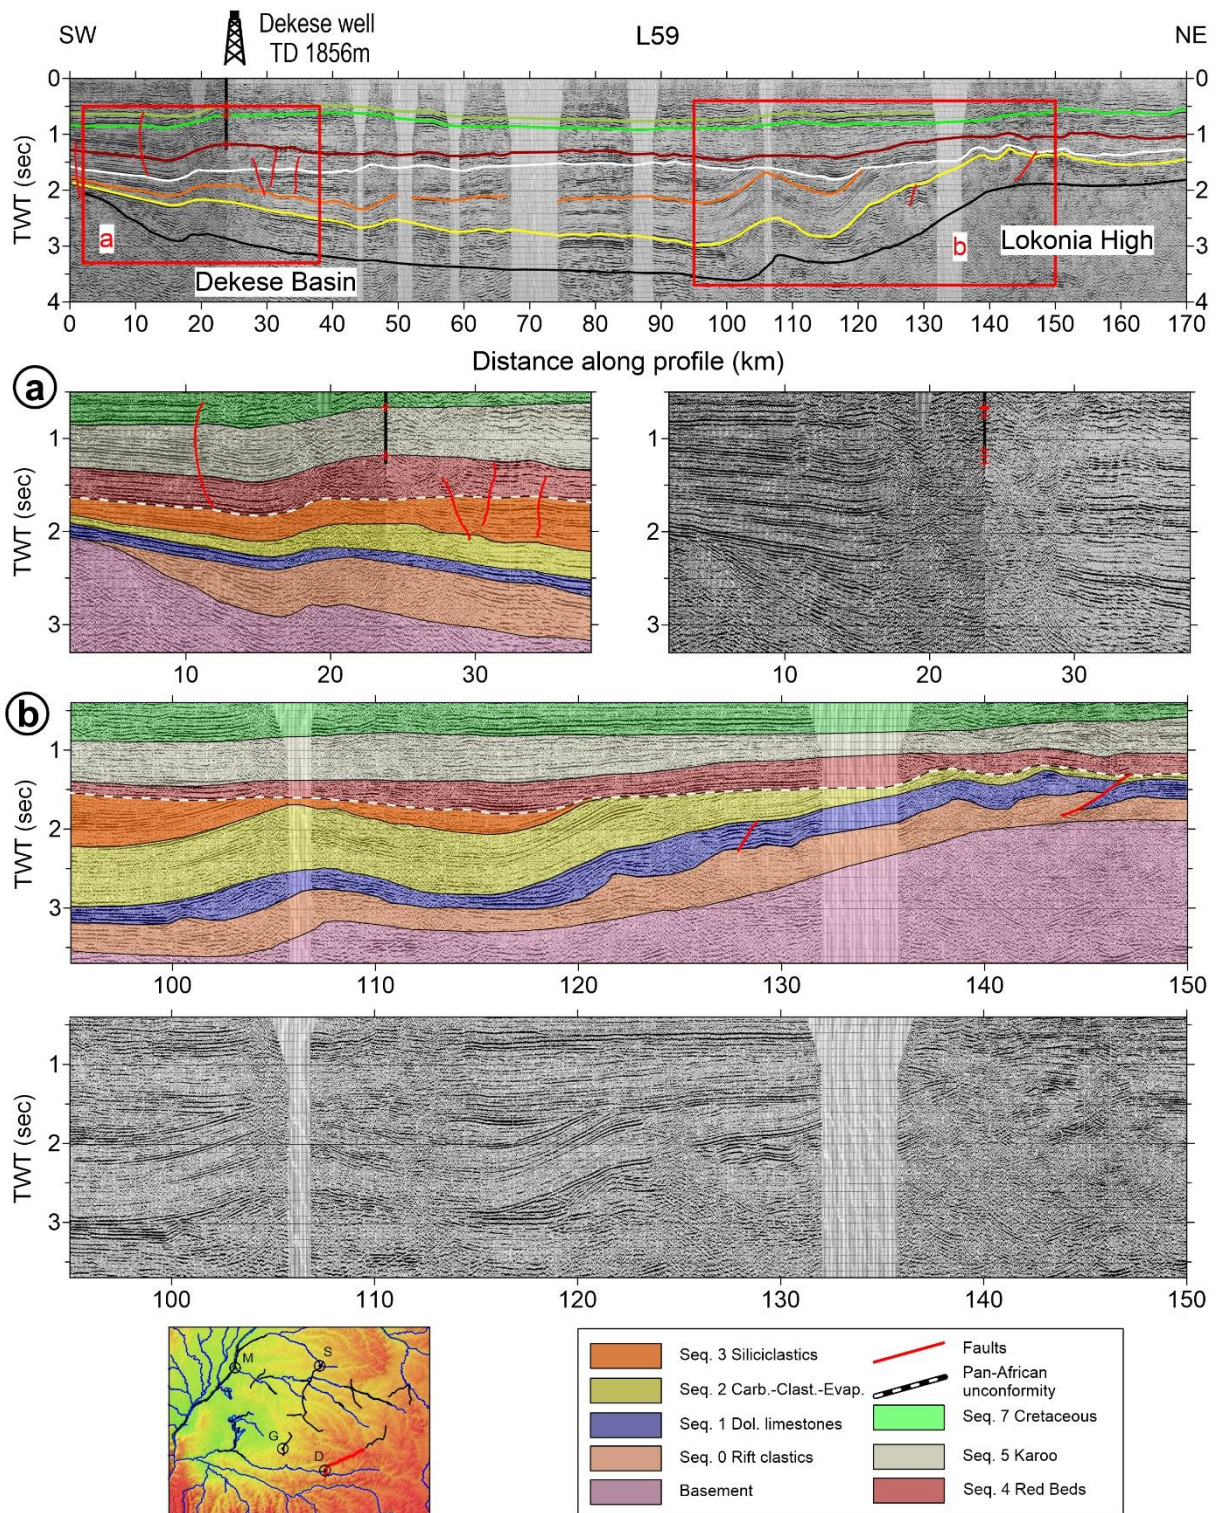 SW
Dekese well
TD 1856m
L59
NE
0
1
2
3
4
TWT (sec)
0
1
2
3
4
a
b
Dekese Basin
Lokonia High
0 10 20 30 40 50 60 70 80 90 100 110 120 130 140 150 160 170
Distance along profile (km)
a
TWT (sec)
1
2
3
10 20 30
1
2
3
10 20 30
b
TWT (sec)
1
2
3
100 110 120 130 140 150
TWT (sec)
1
2
3
100 110 120 130 140 150
M
S
G
D
Seq. 3 Siliciclastics
Seq. 2 Carb.-Clast.-Evap.
Seq. 1 Dol. limestones
Seq. 0 Rift clastics
Basement
Faults
Pan-African
unconformity
Seq. 7 Cretaceous
Seq. 5 Karoo
Seq. 4 Red Beds